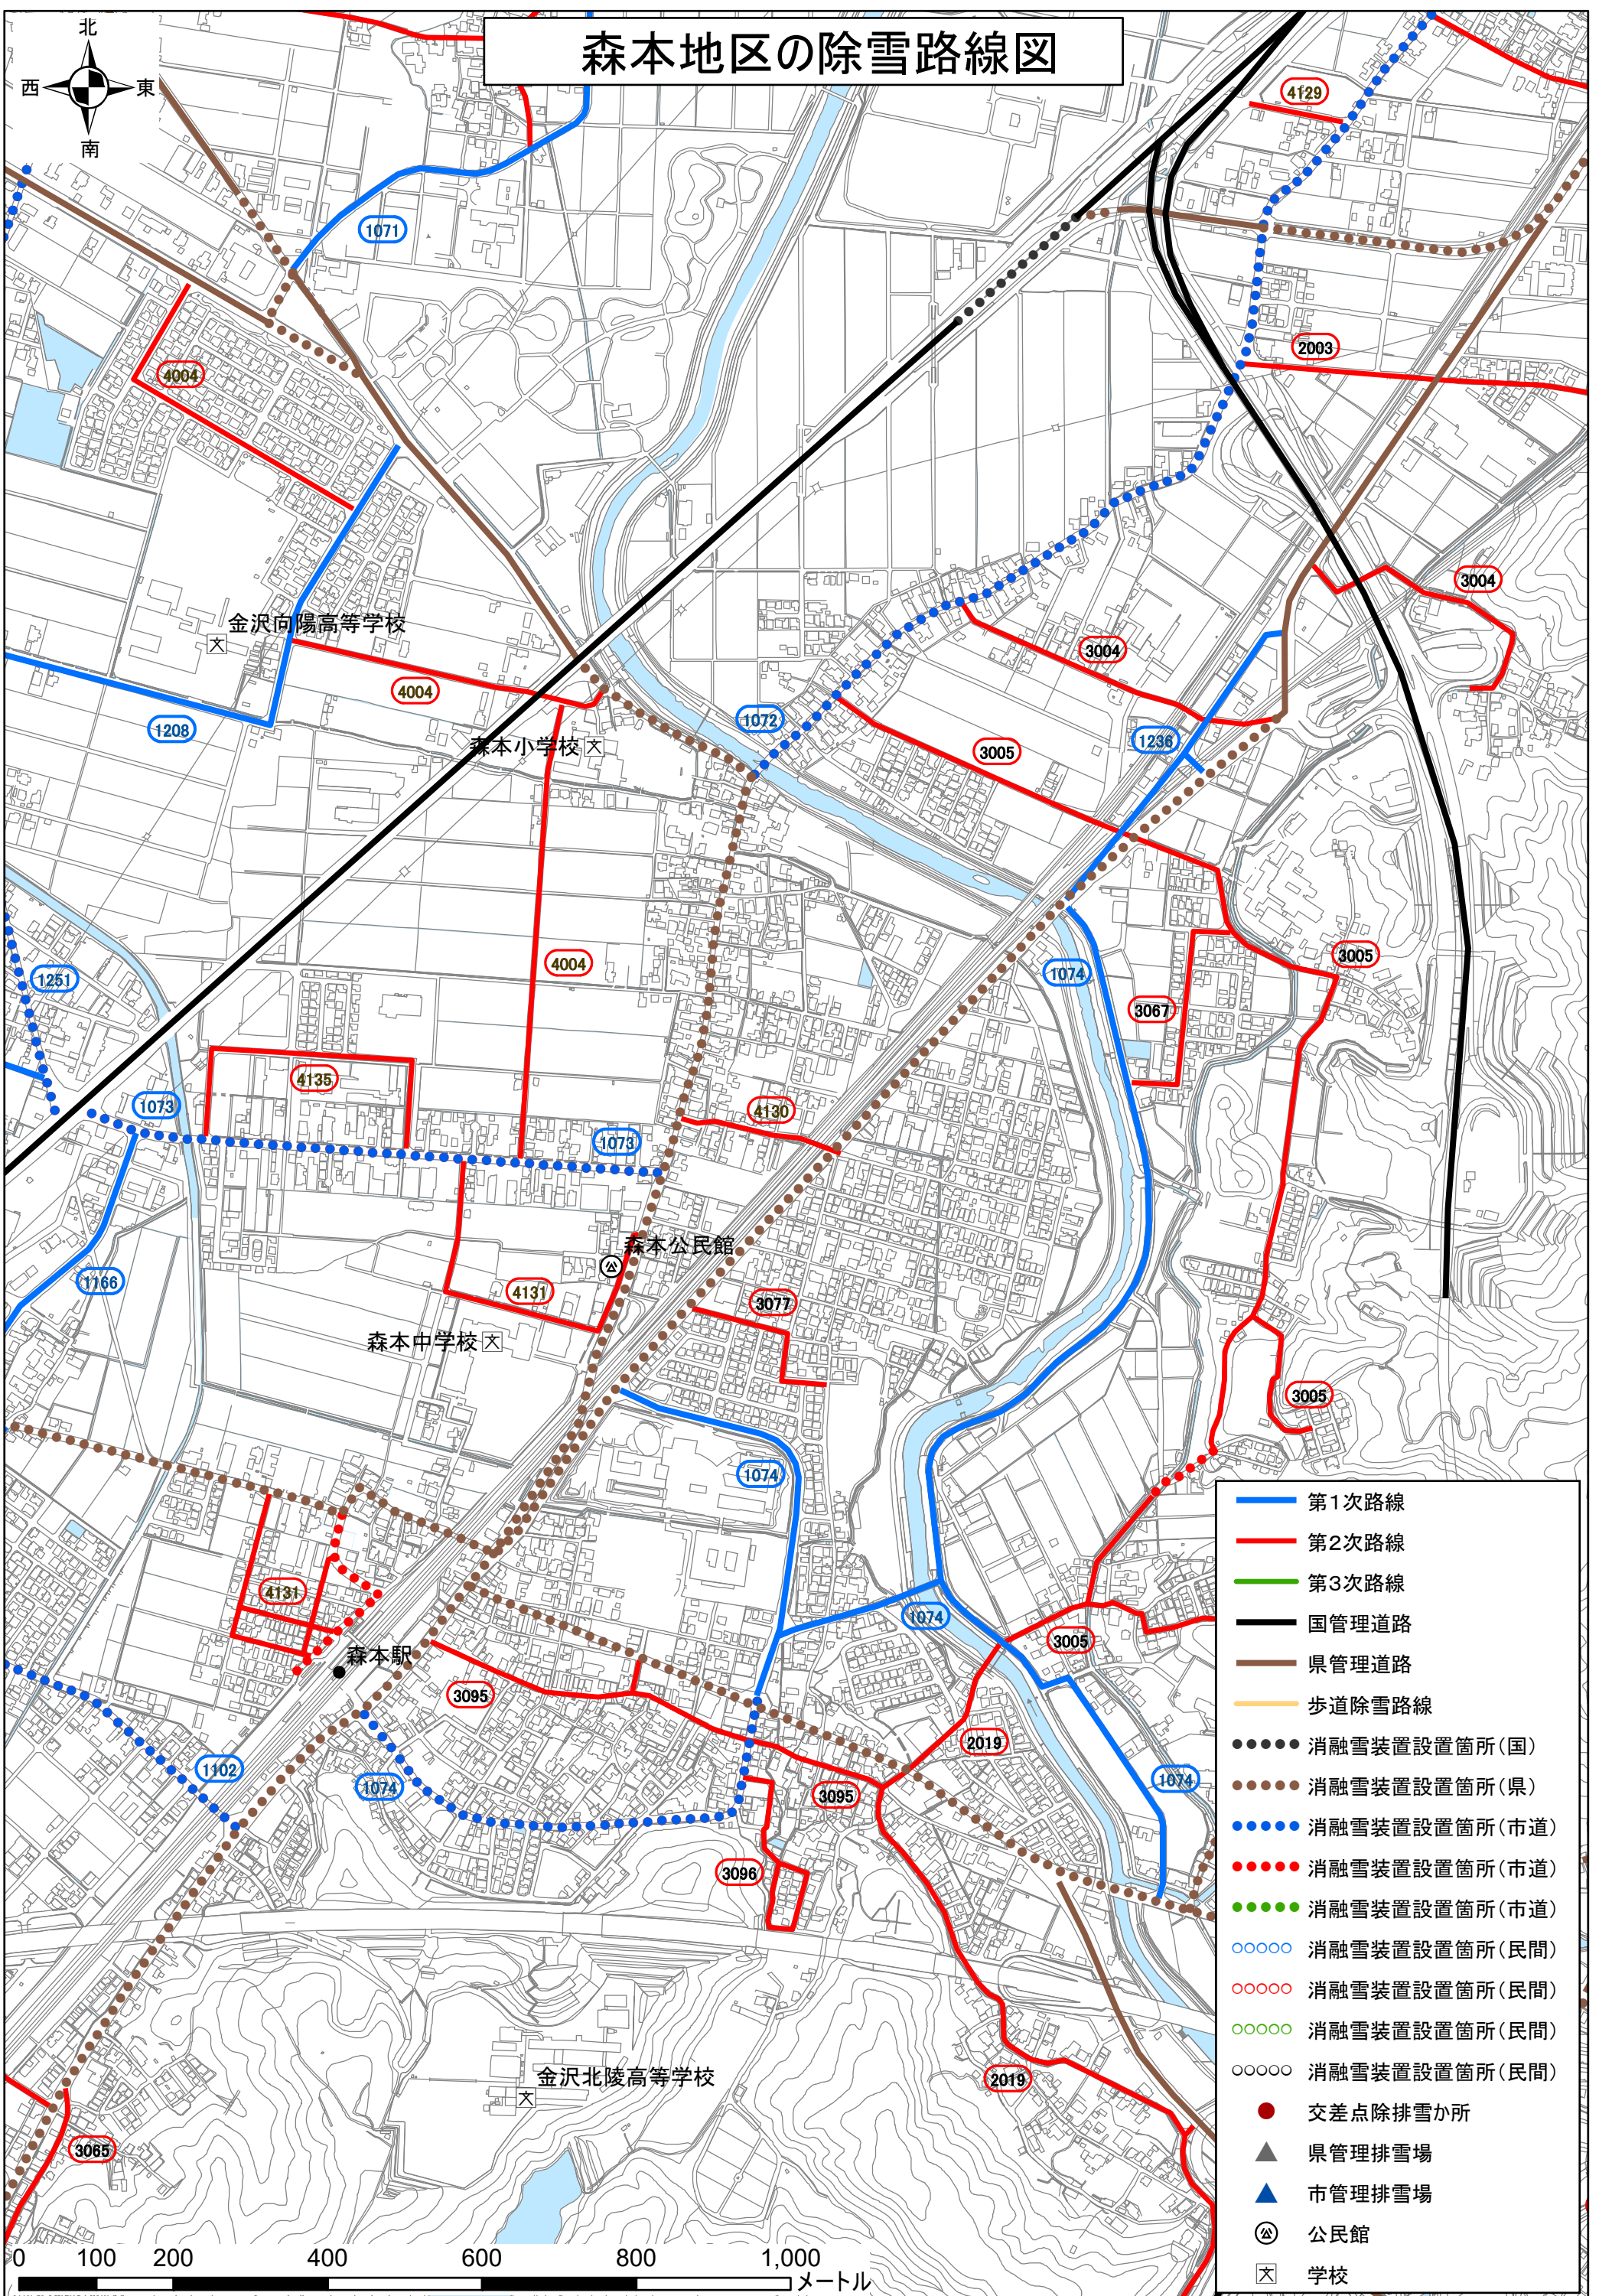 森本地区の除雪路線図
北
西 東
南
4129
1071
2003
4004
3004
金沢向陽高等学校
文
3004
4004
1208
1072
森本小学校 文
1236
3005
1251
4004
1074
3005
3067
4135
1073
4130
1073
森本公民館
1166
4131
3077
森本中学校 文
3005
1074
4131
1074
3005
森本駅
3095
2019
1102
1074
3095
1074
3096
金沢北陵高等学校
文
2019
3065
第1次路線
第2次路線
第3次路線
国管理道路
県管理道路
歩道除雪路線
消融雪装置設置箇所(国)
消融雪装置設置箇所(県)
消融雪装置設置箇所(市道)
消融雪装置設置箇所(市道)
消融雪装置設置箇所(市道)
消融雪装置設置箇所(民間)
消融雪装置設置箇所(民間)
消融雪装置設置箇所(民間)
消融雪装置設置箇所(民間)
交差点除排雪か所
県管理排雪場
市管理排雪場
公民館
文 学校
0 100 200 400 600 800 1,000
メートル